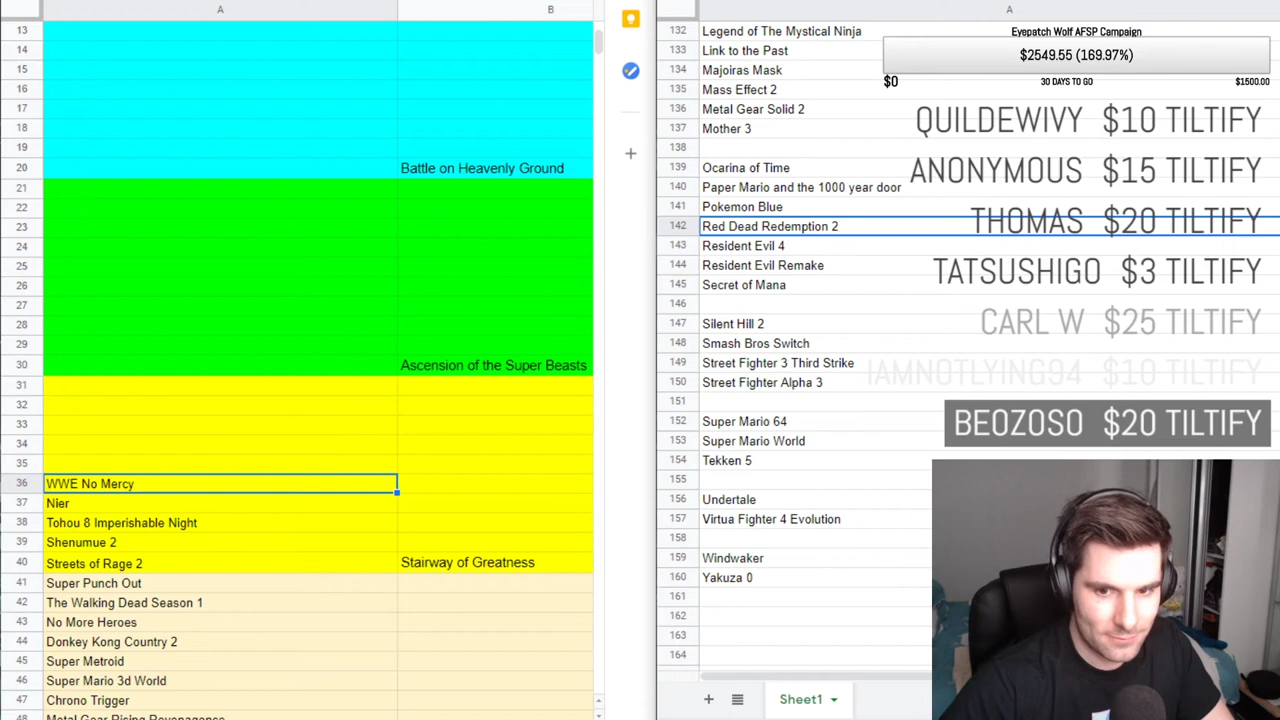 A B
13
14
15
16
17
18
19
20 Battle on Heavenly Ground
21
22
23
24
25
26
27
28
29
30 Ascension of the Super Beasts
31
32
33
34
35
36 WWE No Mercy
37 Nier
38 Tohou 8 Imperishable Night
39 Shenumue 2
40 Streets of Rage 2 Stairway of Greatness
41 Super Punch Out
42 The Walking Dead Season 1
43 No More Heroes
44 Donkey Kong Country 2
45 Super Metroid
46 Super Mario 3d World
47 Chrono Trigger
48 Metal Gear Rising Revengeance
A
132 Legend of The Mystical Ninja
133 Link to the Past
134 Majoiras Mask
135 Mass Effect 2
136 Metal Gear Solid 2
137 Mother 3
138
139 Ocarina of Time
140 Paper Mario and the 1000 year door
141 Pokemon Blue
142 Red Dead Redemption 2
143 Resident Evil 4
144 Resident Evil Remake
145 Secret of Mana
146
147 Silent Hill 2
148 Smash Bros Switch
149 Street Fighter 3 Third Strike
150 Street Fighter Alpha 3
151
152 Super Mario 64
153 Super Mario World
154 Tekken 5
155
156 Undertale
157 Virtua Fighter 4 Evolution
158
159 Windwaker
160 Yakuza 0
161
162
163
164
Sheet1
Eyepatch Wolf AFSP Campaign
$2549.55 (169.97%)
$0 30 DAYS TO GO $1500.00
QUILDEWIVY $10 TILTIFY
ANONYMOUS $15 TILTIFY
THOMAS $20 TILTIFY
TATSUSHIGO $3 TILTIFY
CARL W $25 TILTIFY
IAMNOTLYING94 $10 TILTIFY
BEOZOSO $20 TILTIFY